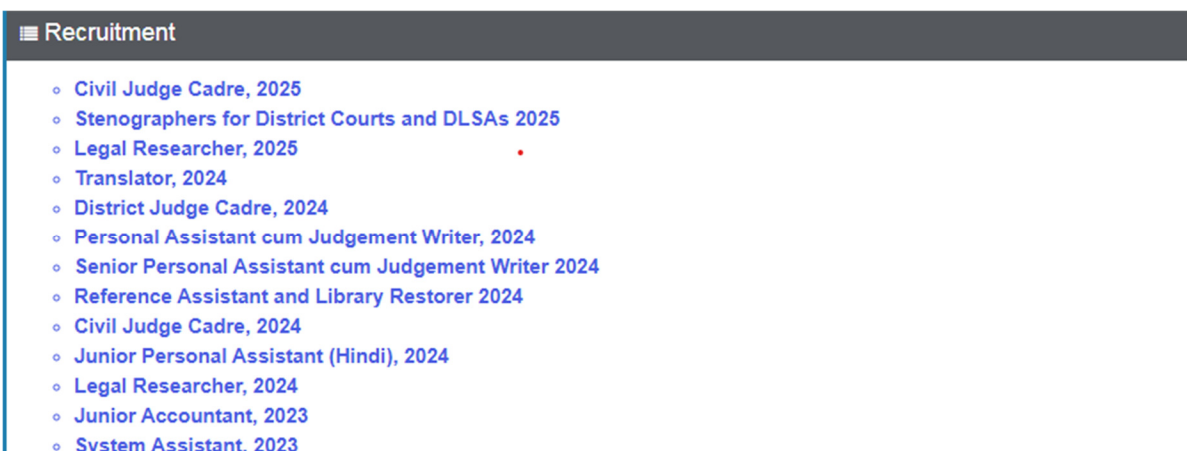 Recruitment
Civil Judge Cadre, 2025
Stenographers for District Courts and DLSAs 2025
Legal Researcher, 2025
Translator, 2024
District Judge Cadre, 2024
Personal Assistant cum Judgement Writer, 2024
Senior Personal Assistant cum Judgement Writer 2024
Reference Assistant and Library Restorer 2024
Civil Judge Cadre, 2024
Junior Personal Assistant (Hindi), 2024
Legal Researcher, 2024
Junior Accountant, 2023
System Assistant, 2023